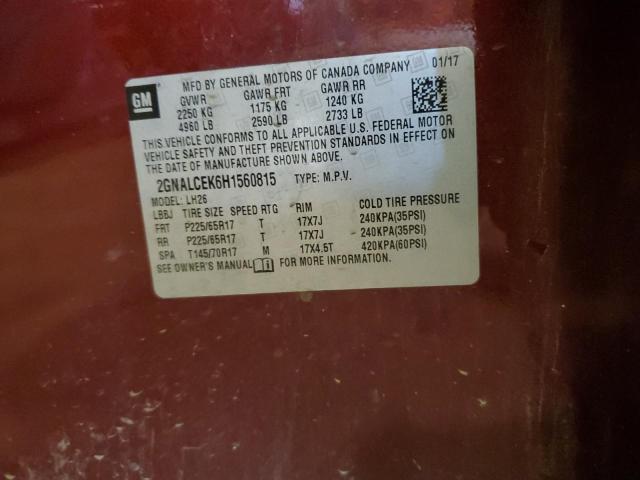 GM
MFD BY GENERAL MOTORS OF CANADA COMPANY 01/17
GVWR GAWR FRT GAWR RR
2250 KG 1175 KG 1240 KG
4960 LB 2590 LB 2733 LB
THIS VEHICLE CONFORMS TO ALL APPLICABLE U.S. FEDERAL MOTOR
VEHICLE SAFETY AND THEFT PREVENTION STANDARDS IN EFFECT ON
THE DATE OF MANUFACTURE SHOWN ABOVE.
2GNALCEK6H1560815 TYPE: M.P.V.
MODEL: LH26
LBBJ TIRE SIZE SPEED RTG RIM COLD TIRE PRESSURE
FRT P225/65R17 T 17X7J 240KPA(35PSI)
RR P225/65R17 T 17X7J 240KPA(35PSI)
SPA T145/70R17 M 17X4.5T 420KPA(60PSI)
SEE OWNER'S MANUAL FOR MORE INFORMATION.